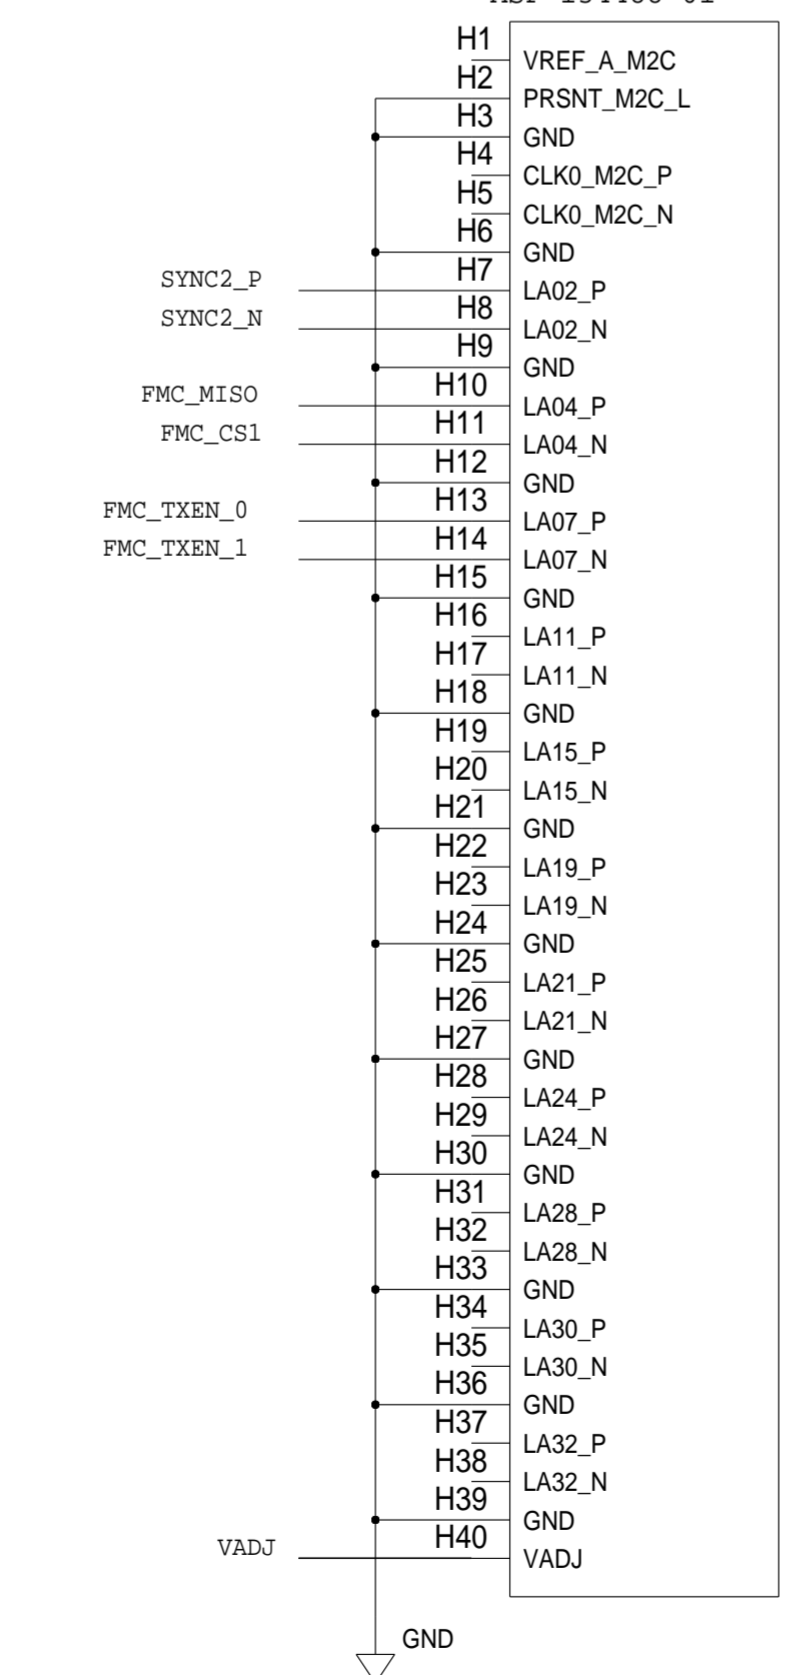 H1 VREF_A_M2C
H2 PRSNT_M2C_L
H3 GND
H4 CLK0_M2C_P
H5 CLK0_M2C_N
H6 GND
SYNC2_P H7 LA02_P
SYNC2_N H8 LA02_N
H9 GND
FMC_MISO H10 LA04_P
FMC_CS1 H11 LA04_N
H12 GND
FMC_TXEN_0 H13 LA07_P
FMC_TXEN_1 H14 LA07_N
H15 GND
H16 LA11_P
H17 LA11_N
H18 GND
H19 LA15_P
H20 LA15_N
H21 GND
H22 LA19_P
H23 LA19_N
H24 GND
H25 LA21_P
H26 LA21_N
H27 GND
H28 LA24_P
H29 LA24_N
H30 GND
H31 LA28_P
H32 LA28_N
H33 GND
H34 LA30_P
H35 LA30_N
H36 GND
H37 LA32_P
H38 LA32_N
H39 GND
VADJ H40 VADJ
GND